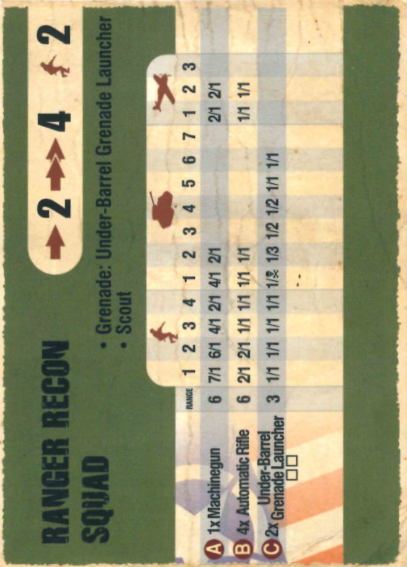 RANGER RECON
SQUAD
2 4 2
• Grenade: Under-Barrel Grenade Launcher
• Scout
RANGE 1 2 3 4 1 2 3 4 5 6 7 1 2 3
A 1x Machinegun 6 7/1 6/1 4/1 2/1 4/1 2/1 2/1 2/1
B 4x Automatic Rifle 6 2/1 2/1 1/1 1/1 1/1 1/1 1/1 1/1
Under-Barrel
C 2x Grenade Launcher 3 1/1 1/1 1/1 1/1 1/ 1/3 1/2 1/2 1/1 1/1